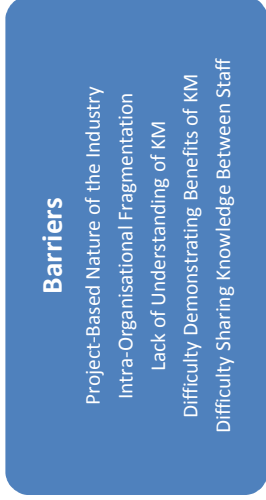 Barriers
Project-Based Nature of the Industry
Intra-Organisational Fragmentation
Lack of Understanding of KM
Difficulty Demonstrating Benefits of KM
Difficulty Sharing Knowledge Between Staff